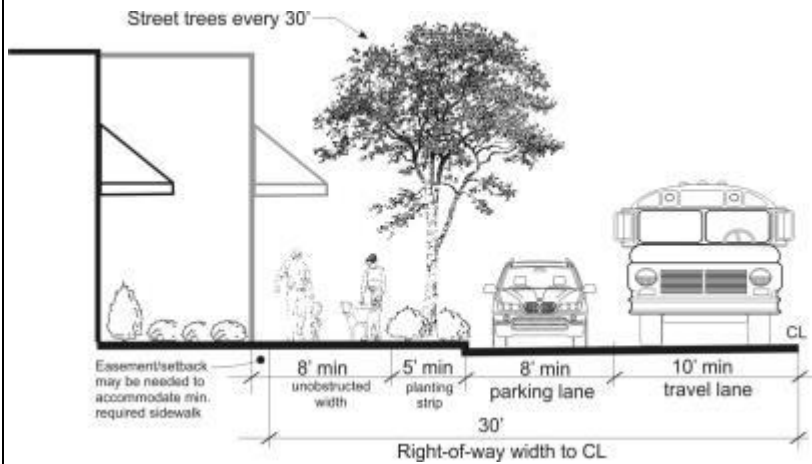 Street trees every 30'
CL
Easement/setback
may be needed to
accommodate min.
required sidewalk
8' min
unobstructed
width
5' min
planting
strip
8' min
parking lane
10' min
travel lane
30'
Right-of-way width to CL